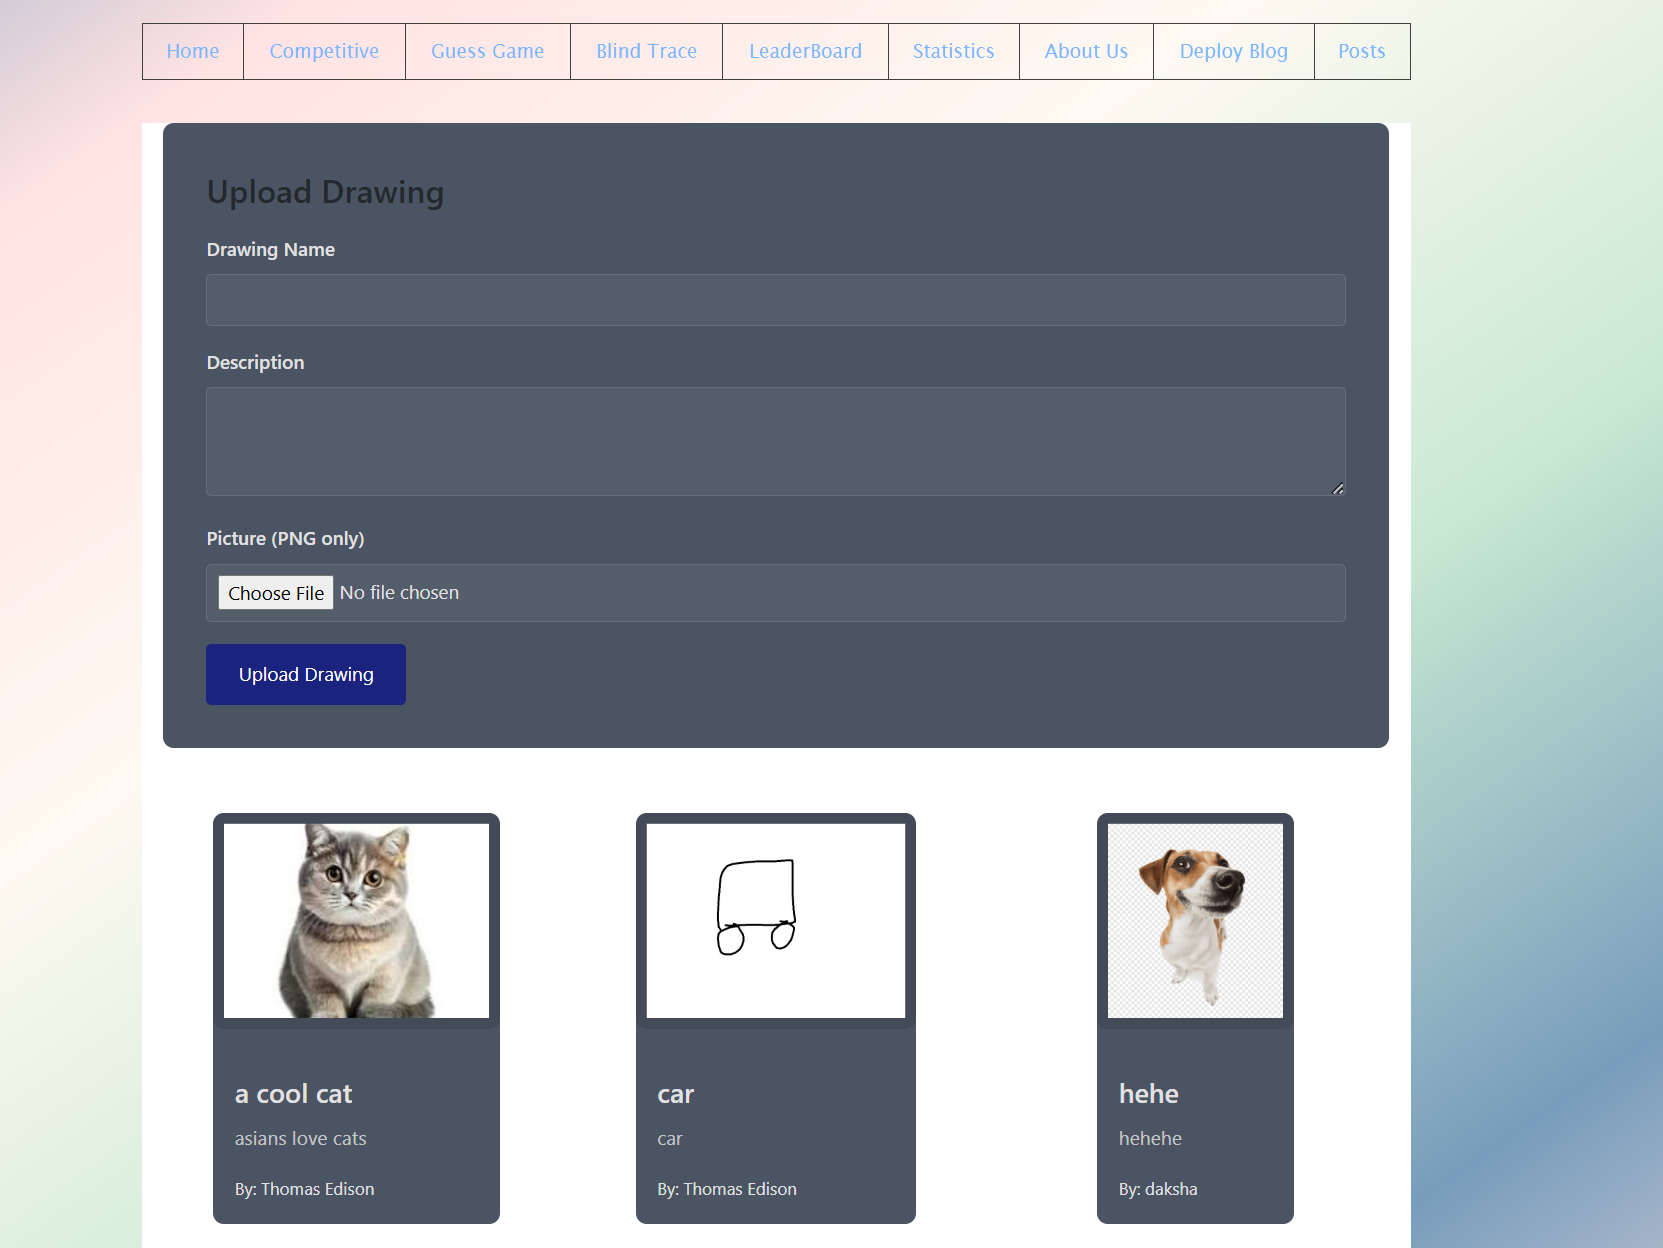 Home Competitive Guess Game Blind Trace LeaderBoard Statistics About Us Deploy Blog Posts
Upload Drawing
Drawing Name
Description
Picture (PNG only)
Choose File No file chosen
Upload Drawing
a cool cat
asians love cats
By: Thomas Edison
car
car
By: Thomas Edison
hehe
hehehe
By: daksha